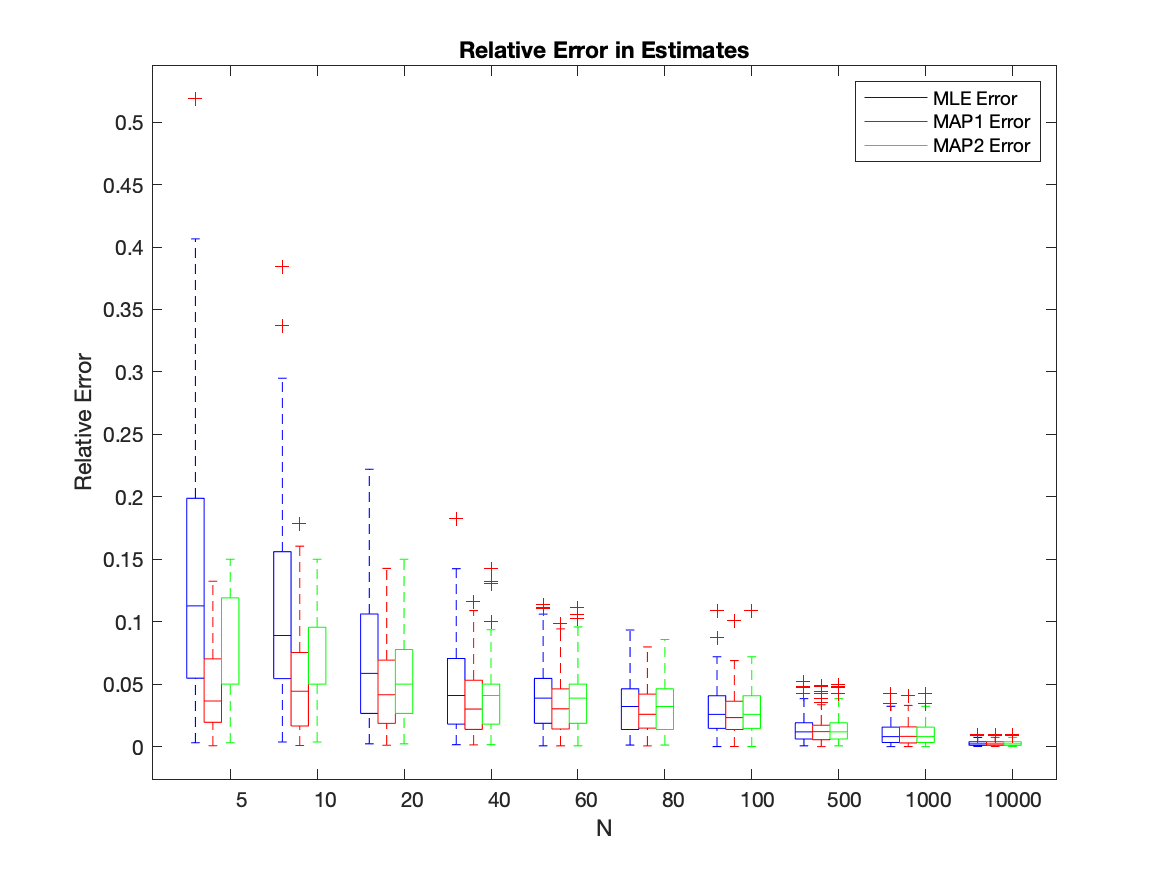 Relative Error in Estimates
MLE Error
MAP1 Error
MAP2 Error
0.5
0.45
0.4
0.35
0.3
0.25
0.2
0.15
0.1
0.05
0
Relative Error
5 10 20 40 60 80 100 500 1000 10000
N